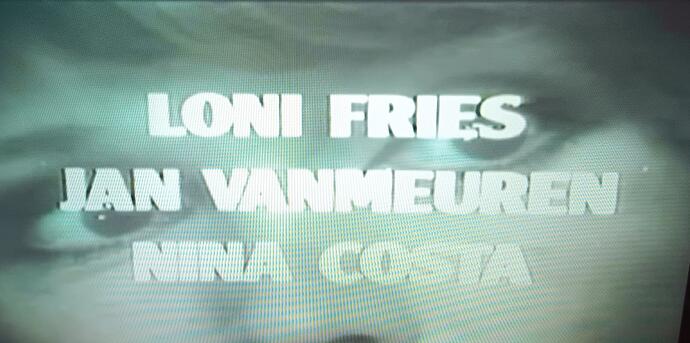 LONI FRIES
JAN VANMEUREN
NINA COSTA